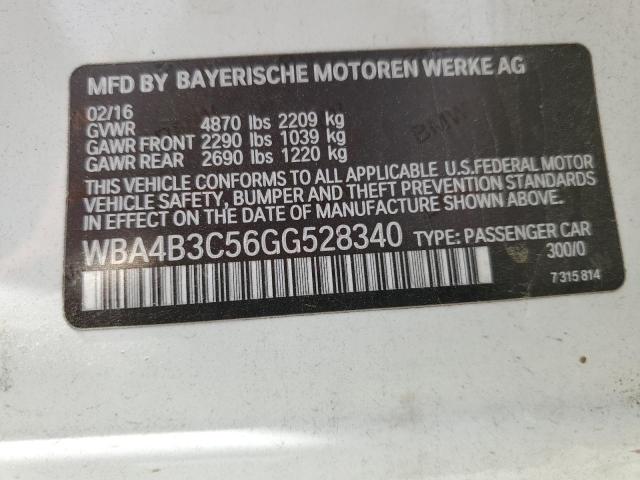 MFD BY BAYERISCHE MOTOREN WERKE AG
02/16
GVWR 4870 lbs 2209 kg
GAWR FRONT 2290 lbs 1039 kg
GAWR REAR 2690 lbs 1220 kg
THIS VEHICLE CONFORMS TO ALL APPLICABLE U.S.FEDERAL MOTOR
VEHICLE SAFETY, BUMPER AND THEFT PREVENTION STANDARDS
IN EFFECT ON THE DATE OF MANUFACTURE SHOWN ABOVE.
WBA4B3C56GG528340 TYPE: PASSENGER CAR
300/0
7 315 814
BMW